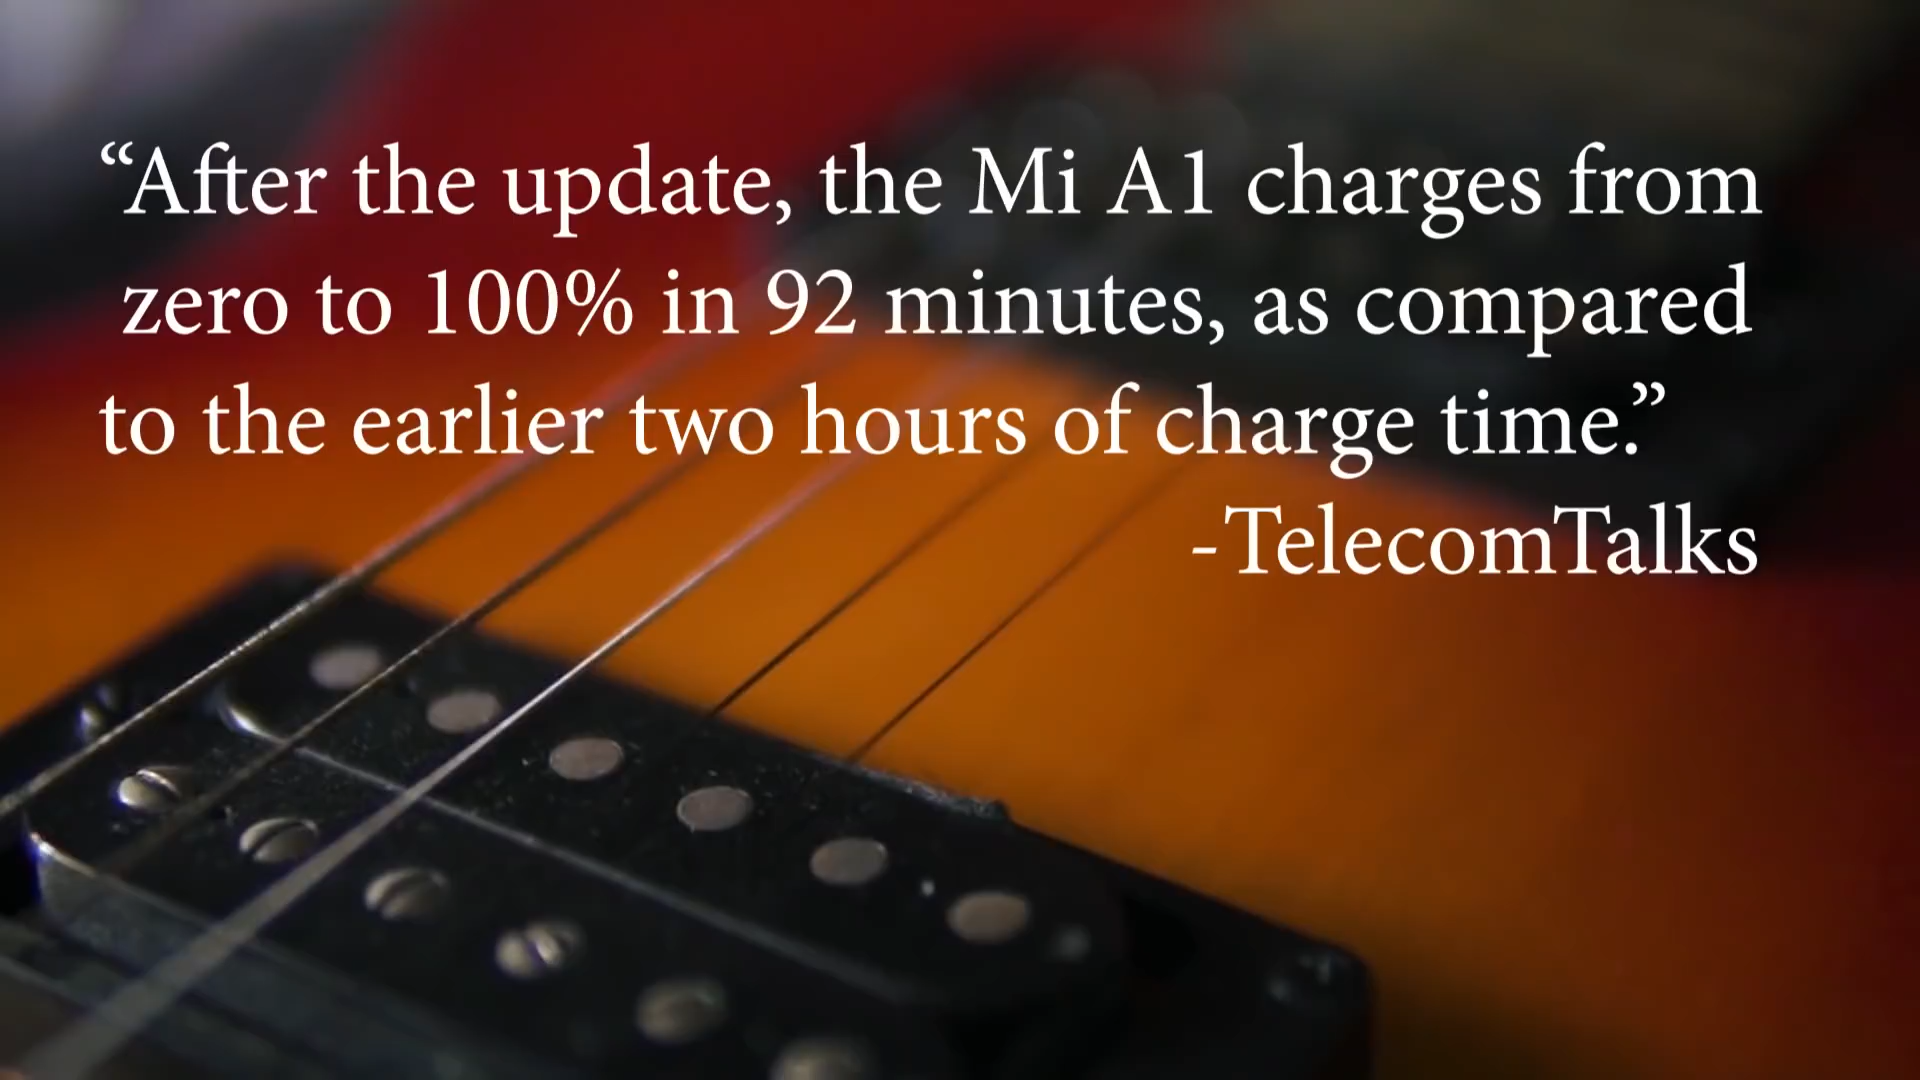 “After the update, the Mi A1 charges from
zero to 100% in 92 minutes, as compared
to the earlier two hours of charge time.”
-TelecomTalks